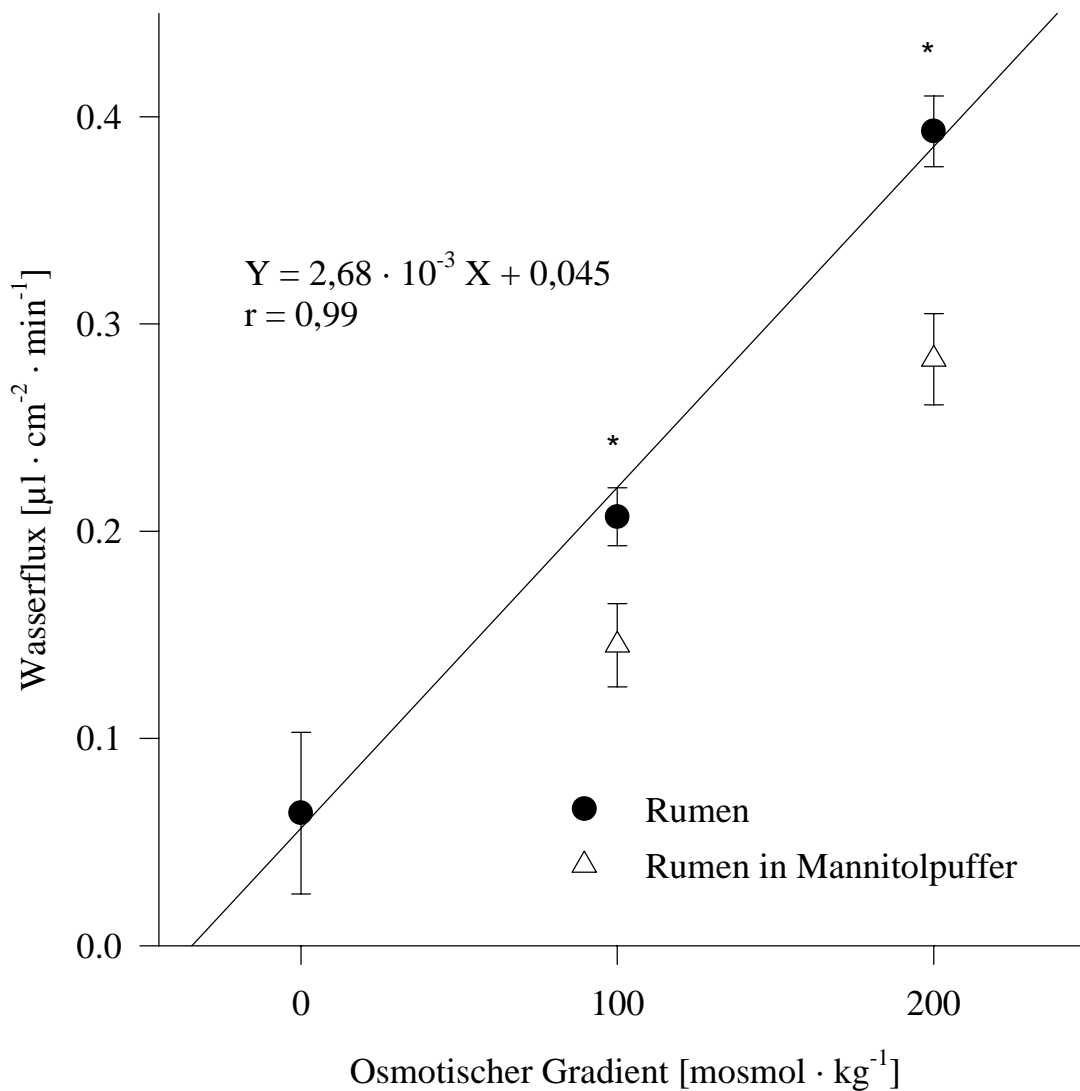 *
0.4
Y = 2,68 · 10⁻³ X + 0,045
r = 0,99
0.3
*
0.2
Wasserflux [µl · cm⁻² · min⁻¹]
0.1
Rumen
Rumen in Mannitolpuffer
0.0
0 100 200
Osmotischer Gradient [mosmol · kg⁻¹]